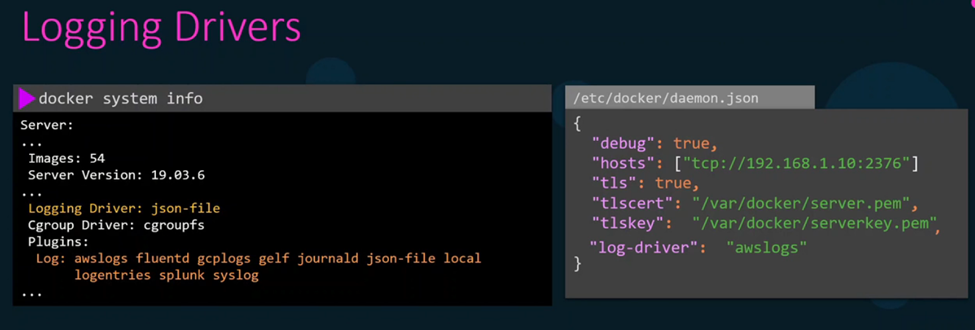 Logging Drivers
docker system info
Server:
...
Images: 54
Server Version: 19.03.6
...
Logging Driver: json-file
Cgroup Driver: cgroupfs
Plugins:
Log: awslogs fluentd gcplogs gelf journald json-file local
logentries splunk syslog
...
/etc/docker/daemon.json
{
"debug": true,
"hosts": ["tcp://192.168.1.10:2376"]
"tls": true,
"tlscert": "/var/docker/server.pem",
"tlskey": "/var/docker/serverkey.pem",
"log-driver": "awslogs"
}